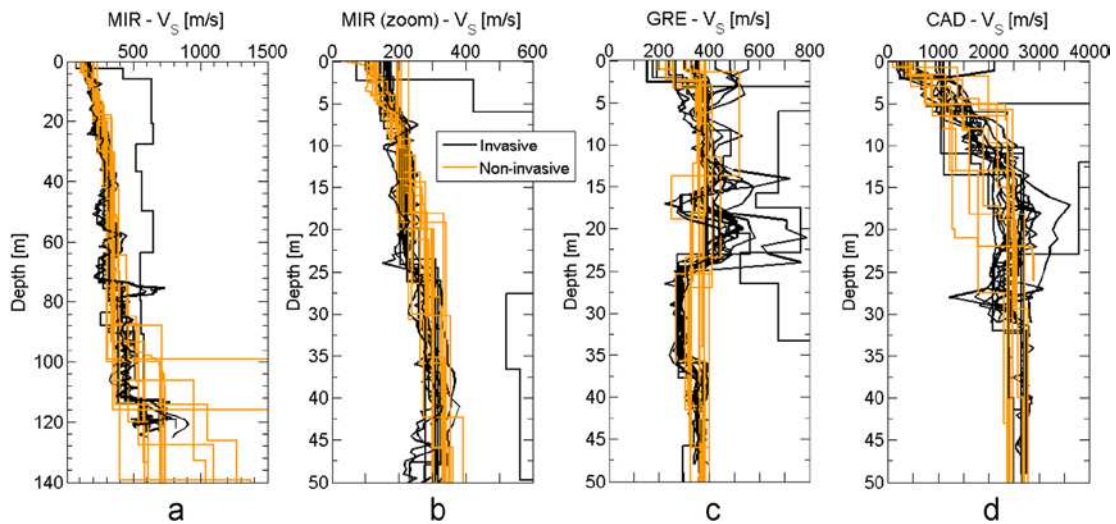 MIR - VS [m/s]
500 1000 1500
0
20
40
60
80
100
120
140
Depth [m]
a
MIR (zoom) - VS [m/s]
0 200 400 600
0
5
10
15
20
25
30
35
40
45
50
Depth [m]
Invasive
Non-invasive
b
GRE - VS [m/s]
0 200 400 600 800
0
5
10
15
20
25
30
35
40
45
50
Depth [m]
c
CAD - VS [m/s]
0 1000 2000 3000 4000
0
5
10
15
20
25
30
35
40
45
50
Depth [m]
d